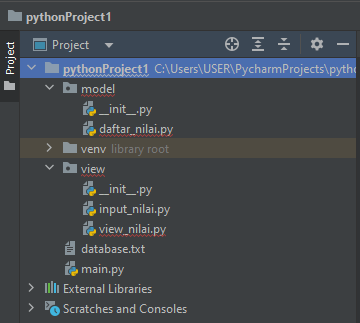 pythonProject1
Project
Project
pythonProject1 C:\Users\USER\PycharmProjects\pytho
model
__init__.py
daftar_nilai.py
venv library root
view
__init__.py
input_nilai.py
view_nilai.py
database.txt
main.py
External Libraries
Scratches and Consoles